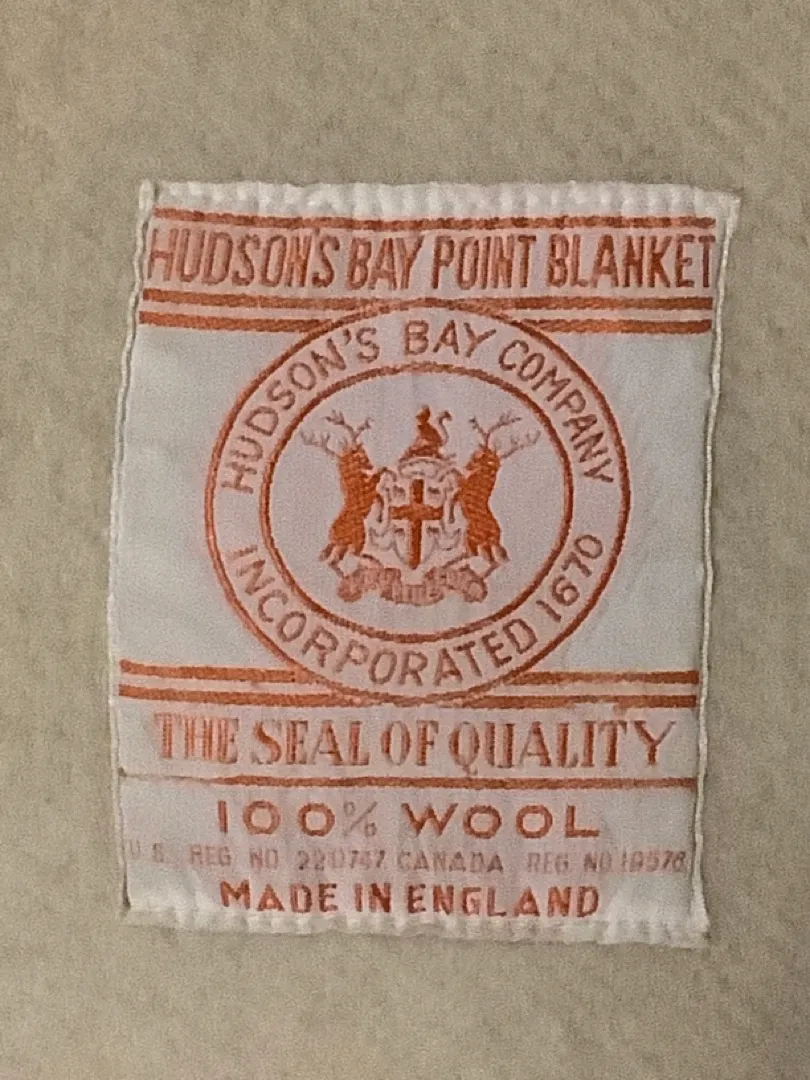 HUDSON'S BAY POINT BLANKET
HUDSON'S BAY COMPANY
INCORPORATED 1670
THE SEAL OF QUALITY
100% WOOL
U.S. REG NO 220747 CANADA REG NO 19576
MADE IN ENGLAND